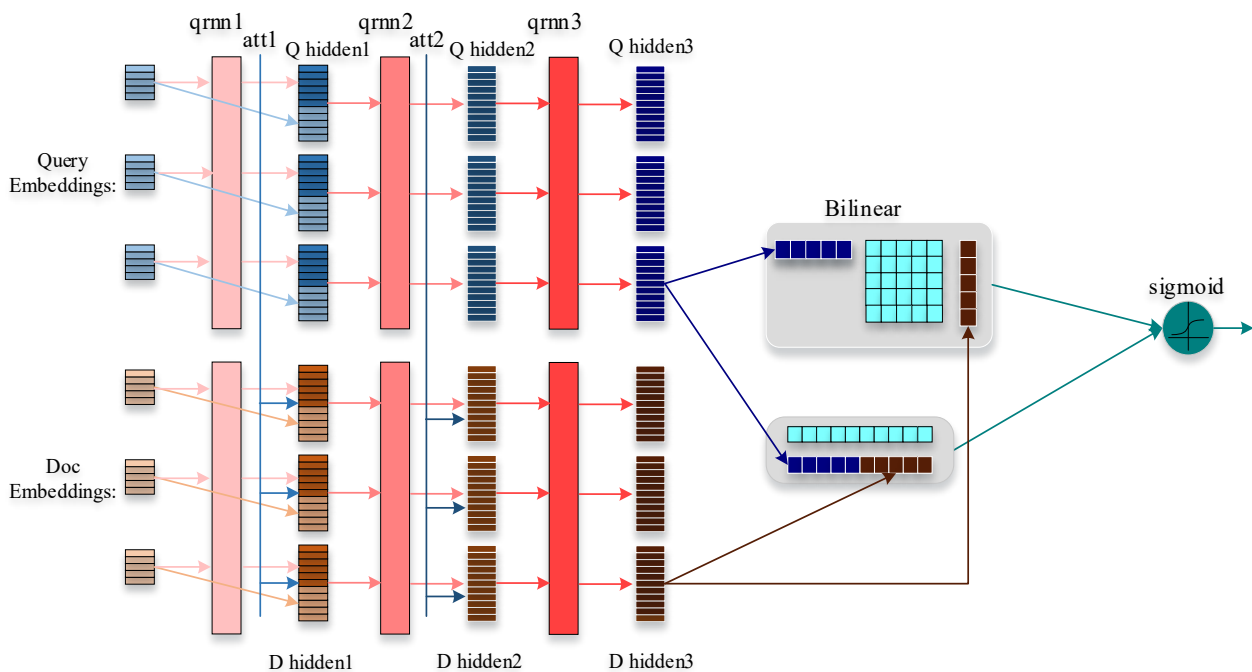 qrnn1
att1
Q hidden1
qrnn2
att2
Q hidden2
qrnn3
Q hidden3
Query
Embeddings:
Bilinear
sigmoid
Doc
Embeddings:
D hidden1
D hidden2
D hidden3